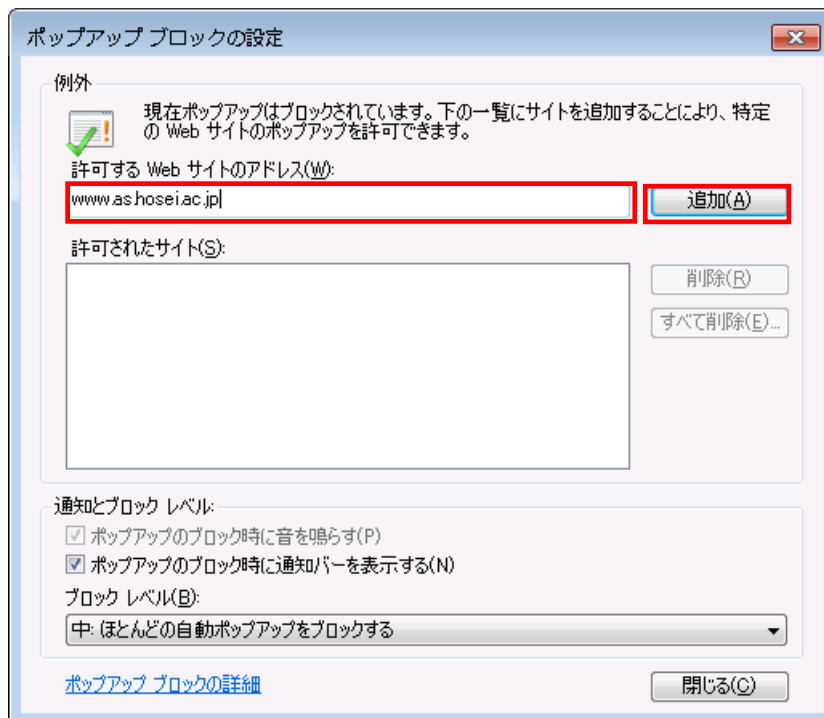 ポップアップ ブロックの設定
例外
現在ポップアップはブロックされています。下の一覧にサイトを追加することにより、特定
の Web サイトのポップアップを許可できます。
許可する Web サイトのアドレス(W):
www.as.hosei.ac.jp
追加(A)
許可されたサイト(S):
削除(R)
すべて削除(E)...
通知とブロック レベル:
ポップアップのブロック時に音を鳴らす(P)
ポップアップのブロック時に通知バーを表示する(N)
ブロック レベル(B):
中: ほとんどの自動ポップアップをブロックする
ポップアップ ブロックの詳細
閉じる(C)